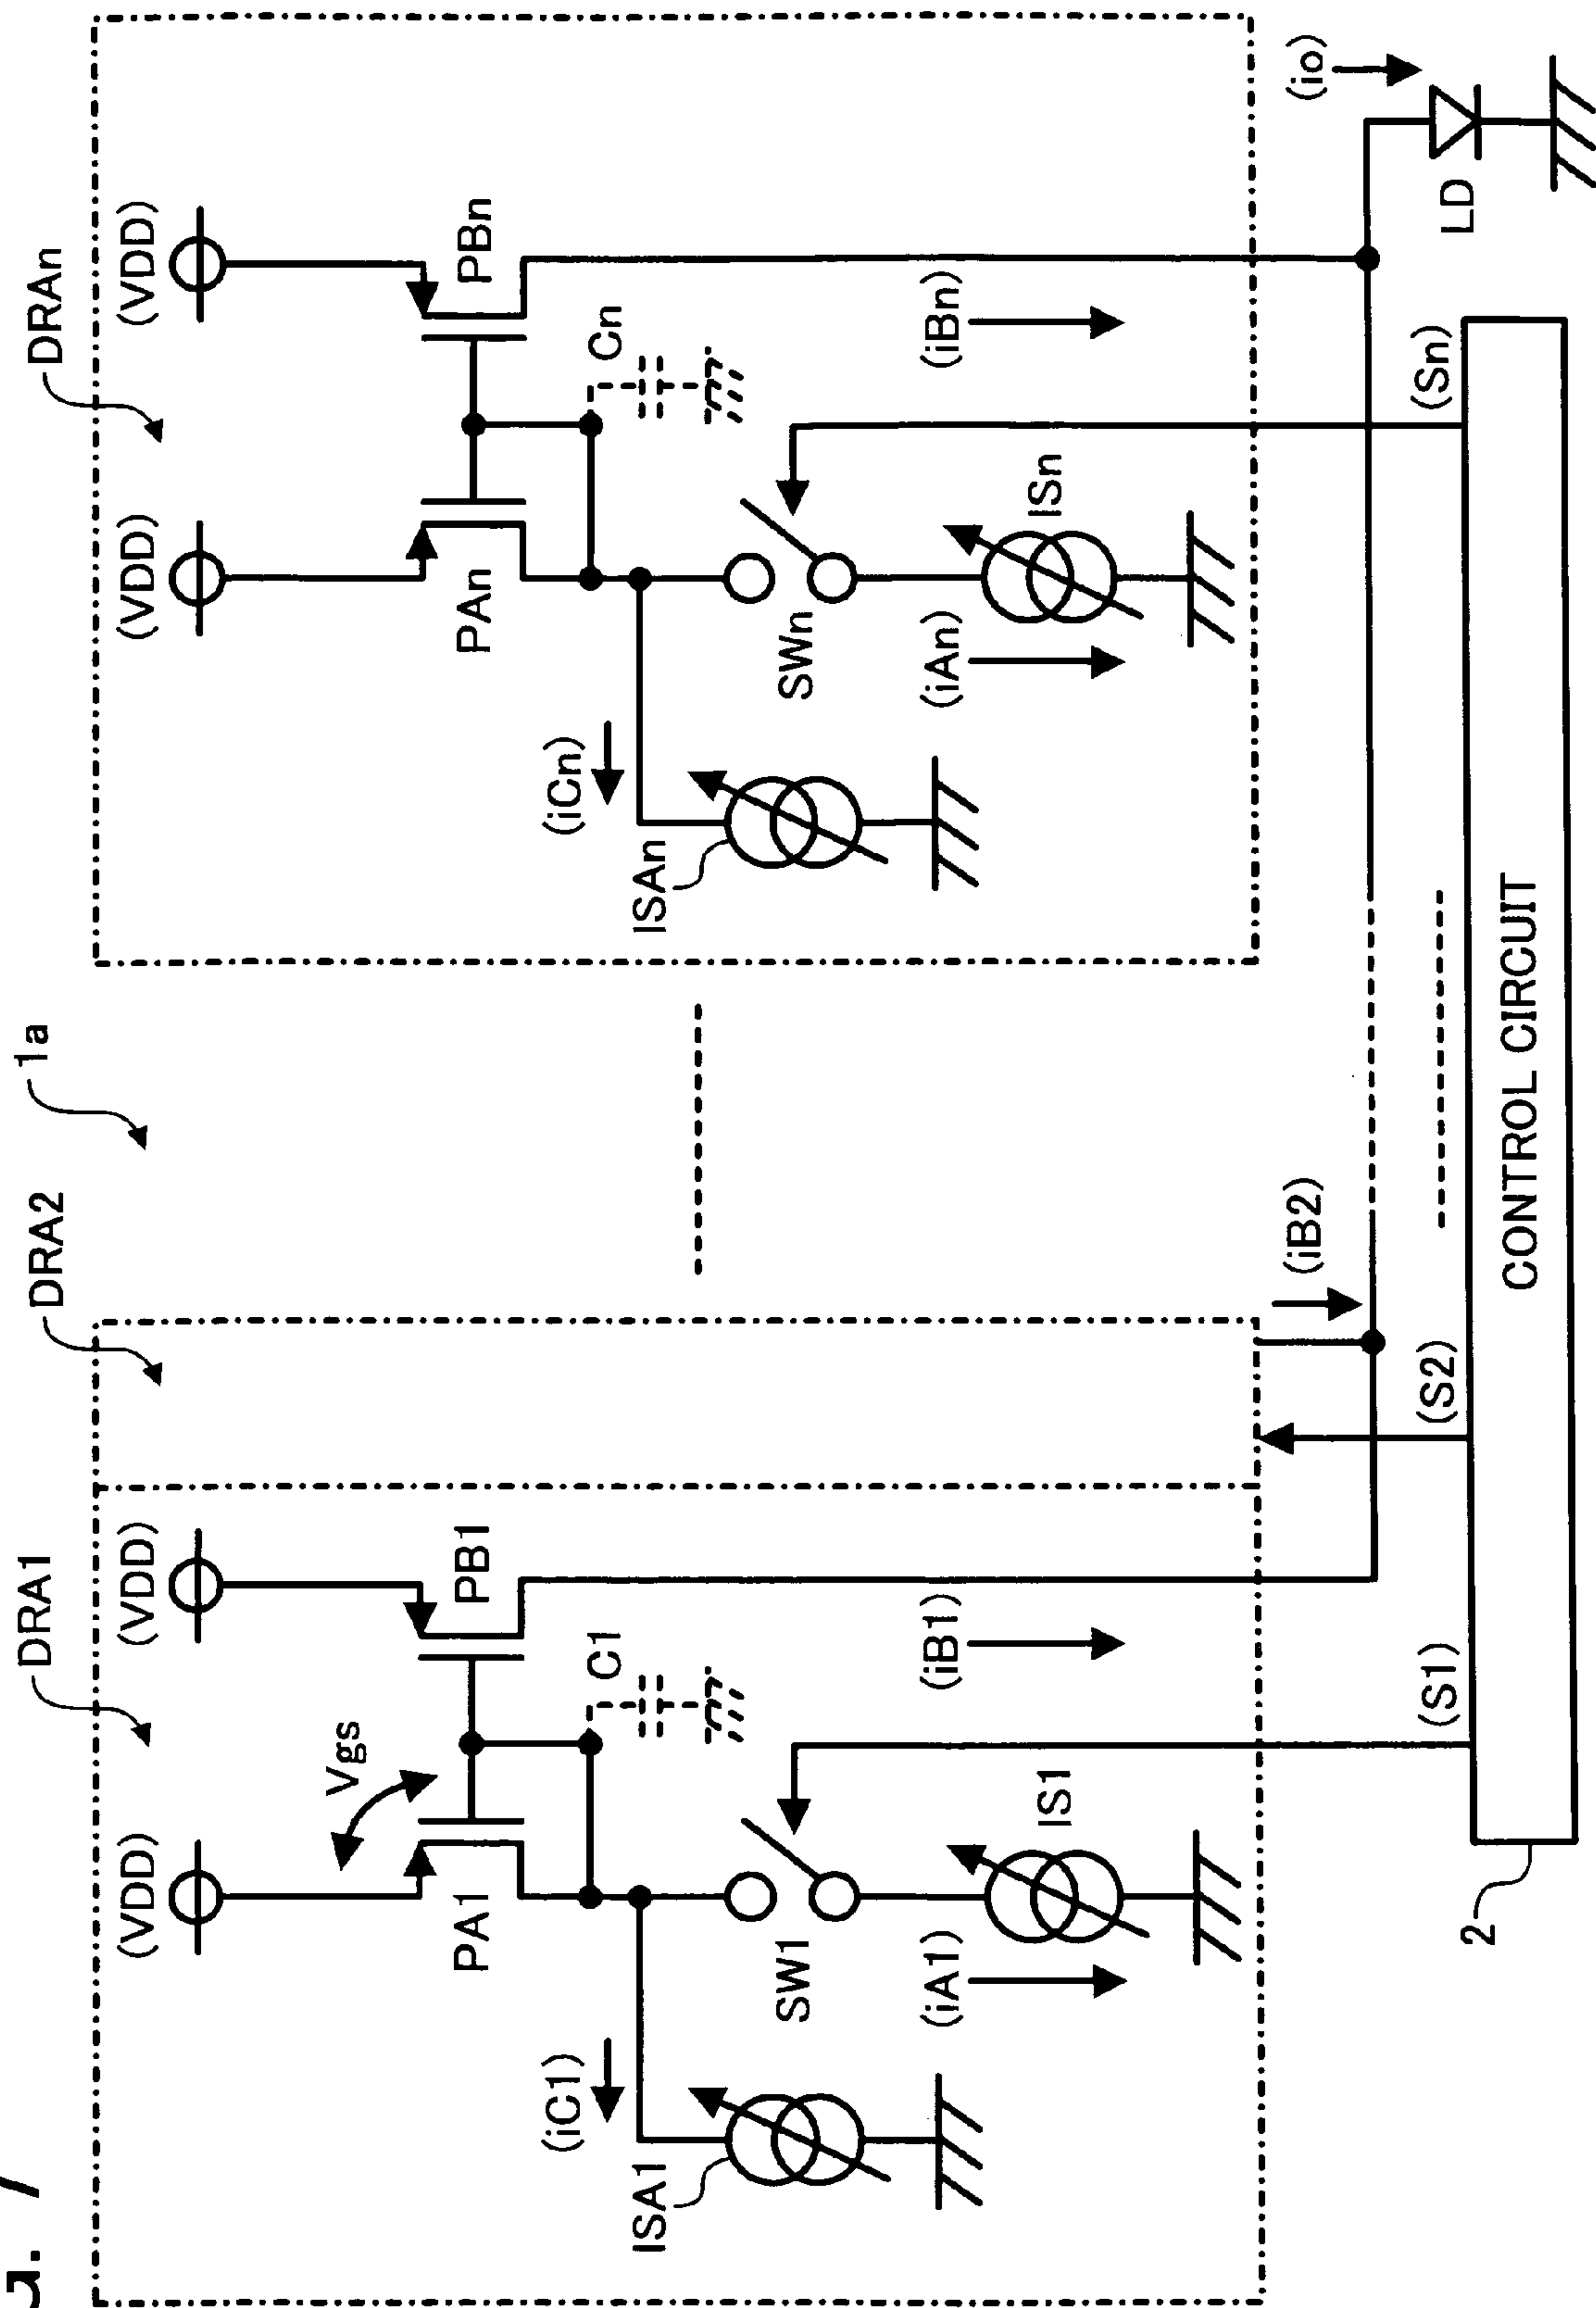 G. 7
1a
DRA1
DRA2
DRAn
(VDD)
(VDD)
(VDD)
(VDD)
Vgs
PA1
PB1
PAn
PBn
C1
Cn
(iC1)
(iCn)
ISA1
ISAn
SW1
SWn
(iA1)
(iB1)
(iAn)
(iBn)
IS1
ISn
(iB2)
(io)
LD
(S1)
(S2)
(Sn)
2
CONTROL CIRCUIT